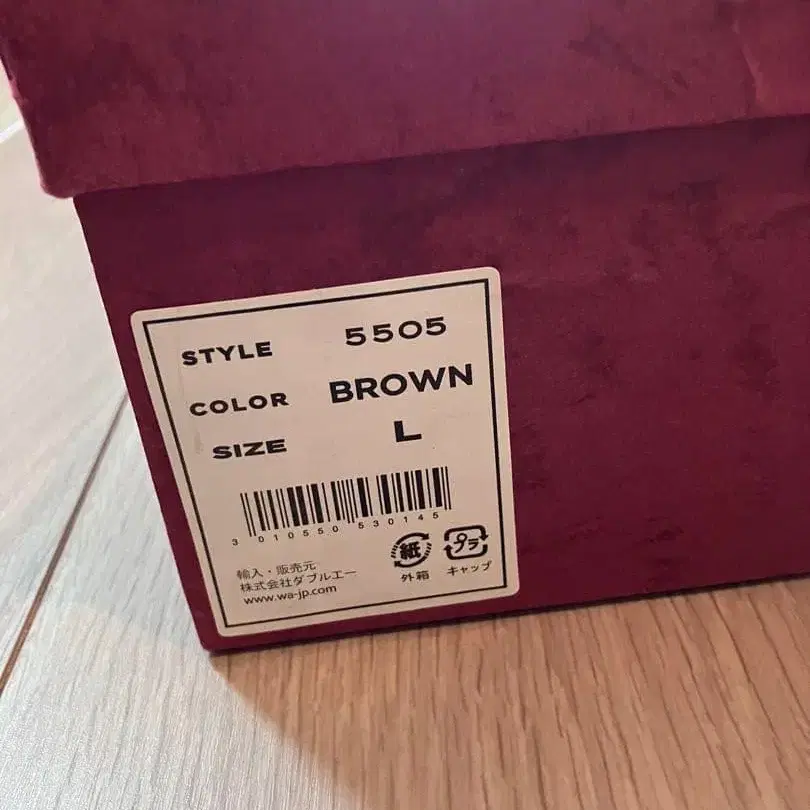 STYLE 5505
COLOR BROWN
SIZE L
3 010550 530145
紙 プラ
外箱 キャップ
輸入・販売元
株式会社ダブルエー
www.wa-jp.com